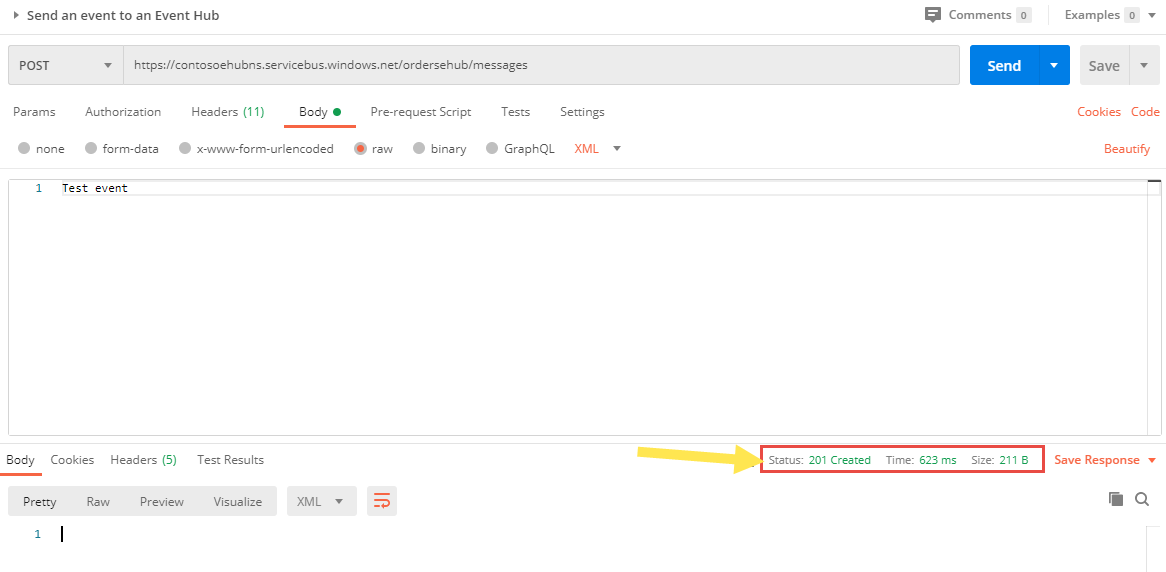 Send an event to an Event Hub Comments 0 Examples 0
POST https://contosoehubns.servicebus.windows.net/ordersehub/messages Send Save
Params Authorization Headers (11) Body Pre-request Script Tests Settings Cookies Code
none form-data x-www-form-urlencoded raw binary GraphQL XML Beautify
1 Test event
Body Cookies Headers (5) Test Results Status: 201 Created Time: 623 ms Size: 211 B Save Response
Pretty Raw Preview Visualize XML
1